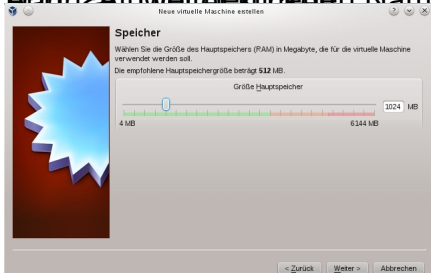 Neue virtuelle Maschine estellen
Speicher
Wählen Sie die Größe des Hauptspeichers (RAM) in Megabyte, die für die virtuelle Maschine
verwendet werden soll.
Die empfohlene Hauptspeichergröße beträgt 512 MB.
Größe Hauptspeicher
1024 MB
4 MB 6144 MB
< Zurück Weiter > Abbrechen